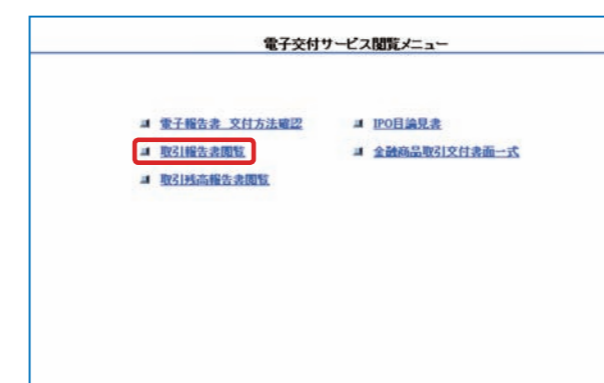 電子交付サービス閲覧メニュー
電子報告書 交付方法確認
IPO目論見書
取引報告書閲覧
金融商品取引交付書面一式
取引残高報告書閲覧